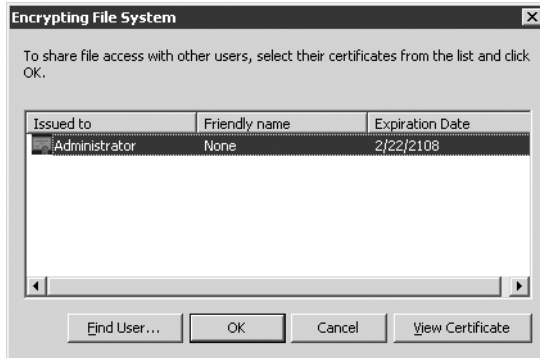 Encrypting File System
To share file access with other users, select their certificates from the list and click
OK.
Issued to Friendly name Expiration Date
Administrator None 2/22/2108
Find User... OK Cancel View Certificate